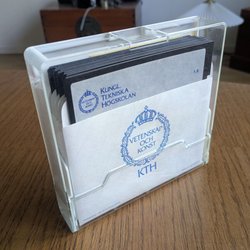 KUNGL
TEKNISKA
HÖGSKOLAN
VETENSKAP
OCH
KONST
KTH